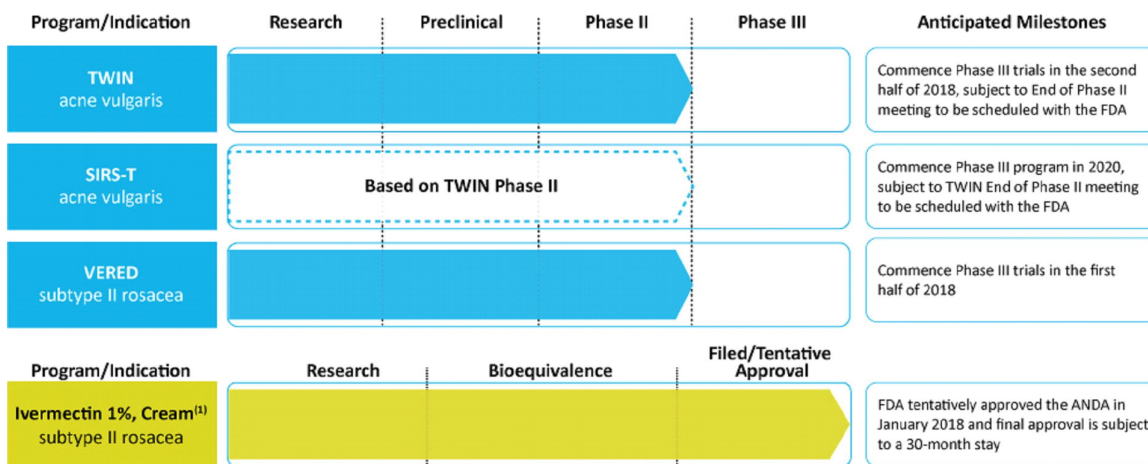 Program/Indication Research Preclinical Phase II Phase III Anticipated Milestones
TWIN
acne vulgaris
Commence Phase III trials in the second
half of 2018, subject to End of Phase II
meeting to be scheduled with the FDA
SIRS-T
acne vulgaris
Based on TWIN Phase II
Commence Phase III program in 2020,
subject to TWIN End of Phase II meeting
to be scheduled with the FDA
VERED
subtype II rosacea
Commence Phase III trials in the first
half of 2018
Program/Indication Research Bioequivalence Filed/Tentative
Approval
Ivermectin 1%, Cream(1)
subtype II rosacea
FDA tentatively approved the ANDA in
January 2018 and final approval is subject
to a 30-month stay